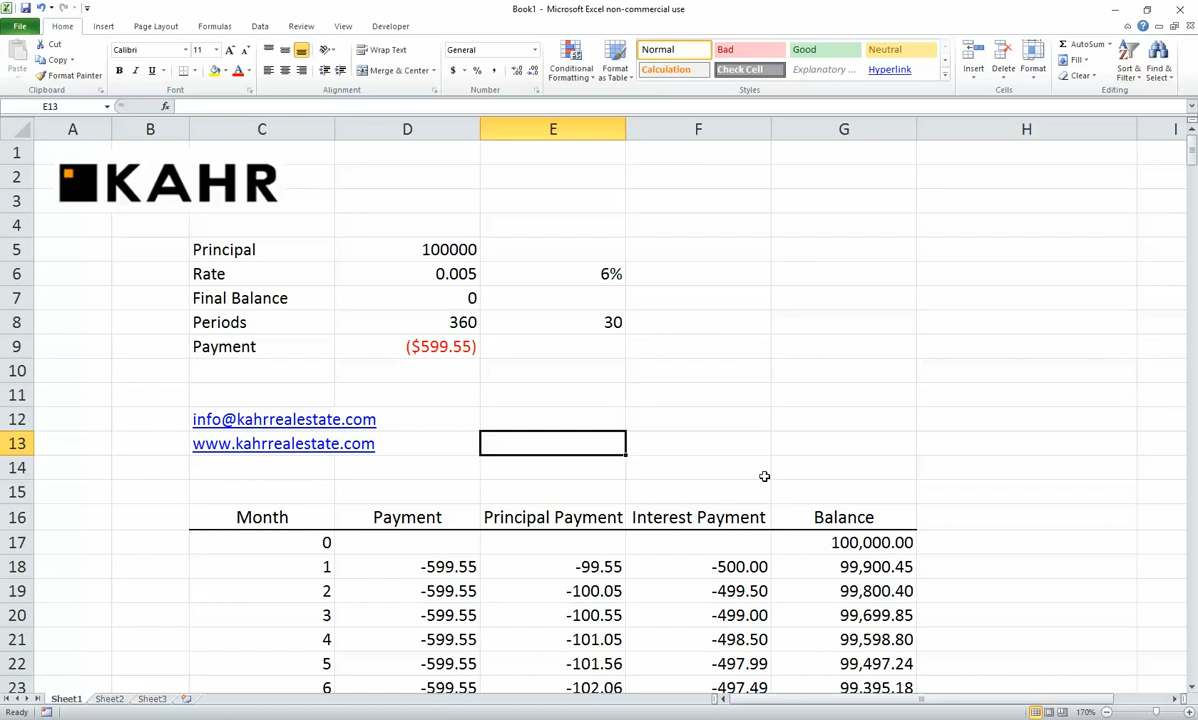 Book1 - Microsoft Excel non-commercial use
File Home Insert Page Layout Formulas Data Review View Developer
Paste Cut Copy Format Painter Clipboard
Calibri 11 A A B I U A Font
Wrap Text Merge & Center Alignment
General $ % , Number
Conditional Formatting Format as Table
Normal Bad Good Neutral
Calculation Check Cell Explanatory ... Hyperlink
Styles
Insert Delete Format Cells
Σ AutoSum Fill Clear Sort & Filter Find & Select Editing
E13 fx
A B C D E F G H I
1
2 KAHR
3
4
5 Principal 100000
6 Rate 0.005 6%
7 Final Balance 0
8 Periods 360 30
9 Payment ($599.55)
10
11
12 info@kahrrealestate.com
13 www.kahrrealestate.com
14
15
16 Month Payment Principal Payment Interest Payment Balance
17 0 100,000.00
18 1 -599.55 -99.55 -500.00 99,900.45
19 2 -599.55 -100.05 -499.50 99,800.40
20 3 -599.55 -100.55 -499.00 99,699.85
21 4 -599.55 -101.05 -498.50 99,598.80
22 5 -599.55 -101.56 -497.99 99,497.24
23 6 -599.55 -102.06 -497.49 99,395.18
Sheet1 Sheet2 Sheet3
Ready 170%